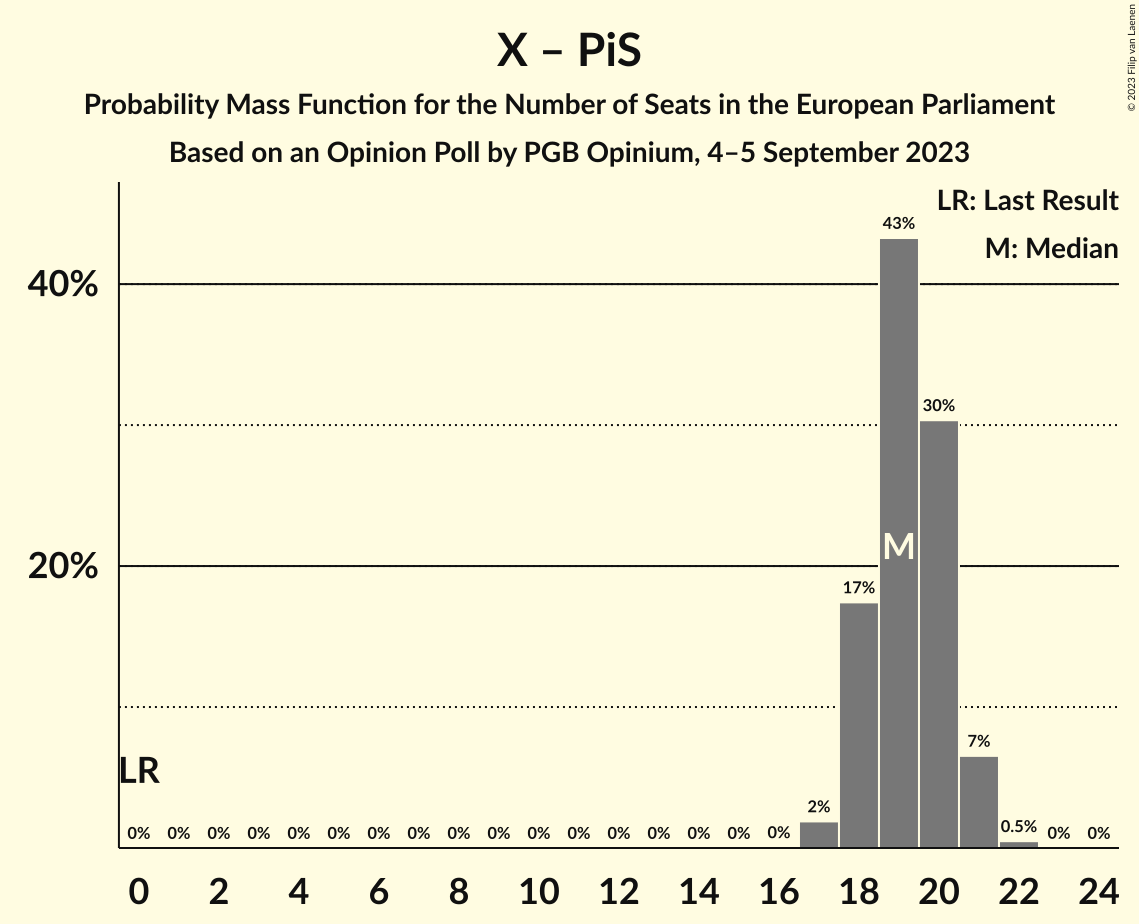 X – PiS
Probability Mass Function for the Number of Seats in the European Parliament
Based on an Opinion Poll by PGB Opinium, 4–5 September 2023
© 2023 Filip van Laenen
LR: Last Result
M: Median
43%
40%
30%
M
20%
17%
7%
LR
2%
0% 0% 0% 0% 0% 0% 0% 0% 0% 0% 0% 0% 0% 0% 0% 0% 0% 0.5% 0% 0%
0 2 4 6 8 10 12 14 16 18 20 22 24